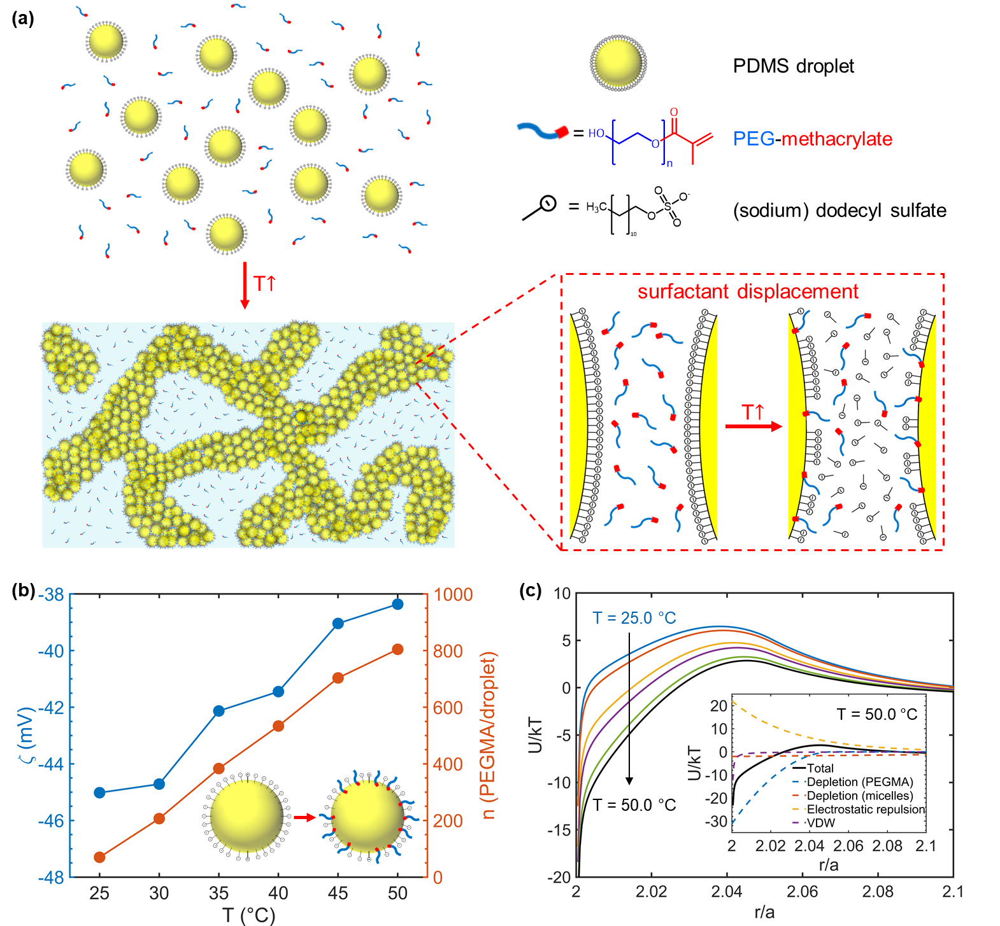 (a)
PDMS droplet
= HO n O O
PEG-methacrylate
= H₃C 10 O S O O O⁻
(sodium) dodecyl sulfate
T↑
surfactant displacement
T↑
(b)
-38
-40
-42
-44
-46
-48
ζ (mV)
1000
800
600
400
200
0
n (PEGMA/droplet)
25 30 35 40 45 50
T (°C)
(c)
10
5
0
-5
-10
-15
-20
U/kT
T = 25.0 °C
T = 50.0 °C
2 2.02 2.04 2.06 2.08 2.1
r/a
20
10
0
-10
-20
-30
U/kT
T = 50.0 °C
Total
Depletion (PEGMA)
Depletion (micelles)
Electrostatic repulsion
VDW
2 2.02 2.04 2.06 2.08 2.1
r/a